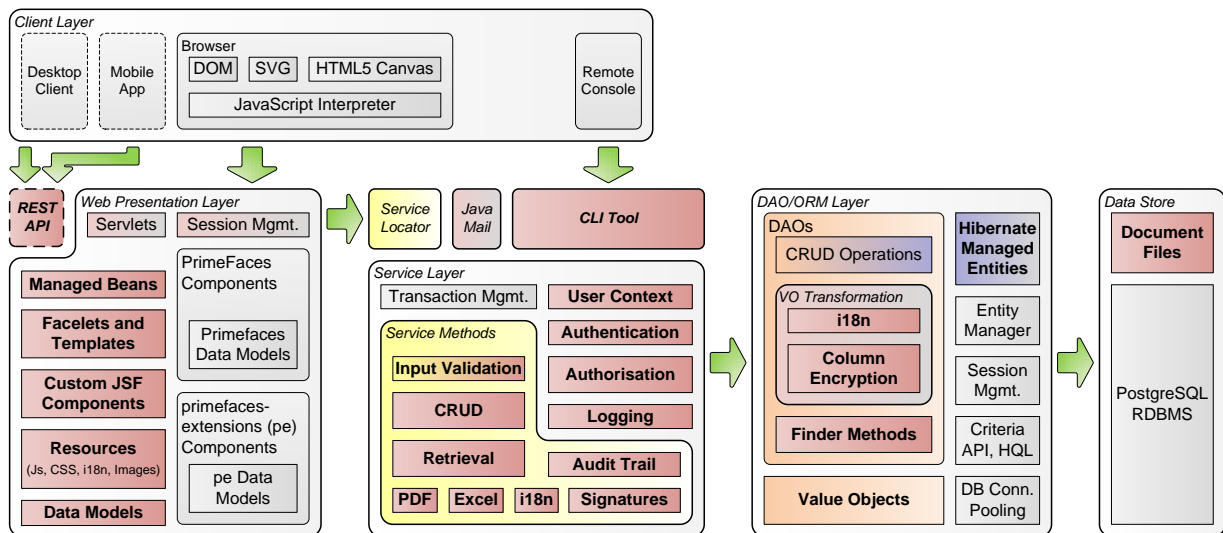 Client Layer
Desktop
Client
Mobile
App
Browser
DOM
SVG
HTML5 Canvas
JavaScript Interpreter
Remote
Console
REST
API
Web Presentation Layer
Servlets
Session Mgmt.
Managed Beans
Facelets and
Templates
Custom JSF
Components
Resources
(Js, CSS, i18n, Images)
Data Models
PrimeFaces
Components
Primefaces
Data Models
primefaces-
extensions (pe)
Components
pe Data
Models
Service
Locator
Java
Mail
CLI Tool
Service Layer
Transaction Mgmt.
User Context
Service Methods
Authentication
Input Validation
Authorisation
CRUD
Logging
Retrieval
Audit Trail
PDF
Excel
i18n
Signatures
DAO/ORM Layer
DAOs
CRUD Operations
VO Transformation
i18n
Column
Encryption
Finder Methods
Value Objects
Hibernate
Managed
Entities
Entity
Manager
Session
Mgmt.
Criteria
API, HQL
DB Conn.
Pooling
Data Store
Document
Files
PostgreSQL
RDBMS